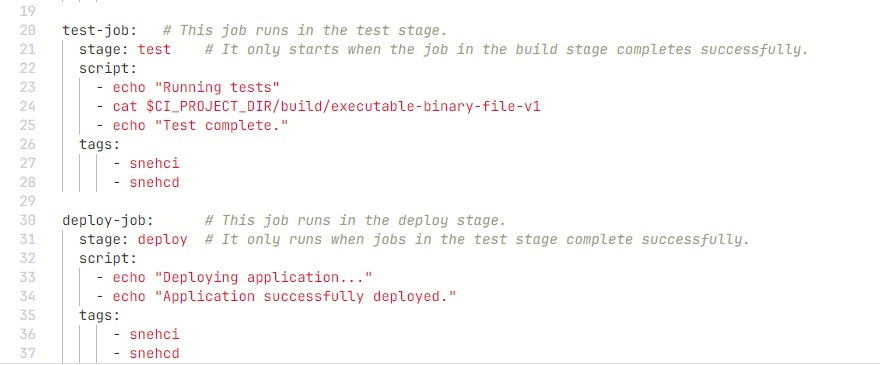 19
20 test-job:   # This job runs in the test stage.
21   stage: test    # It only starts when the job in the build stage completes successfully.
22   script:
23     - echo "Running tests"
24     - cat $CI_PROJECT_DIR/build/executable-binary-file-v1
25     - echo "Test complete."
26   tags:
27       - snehci
28       - snehcd
29
30 deploy-job:      # This job runs in the deploy stage.
31   stage: deploy  # It only runs when jobs in the test stage complete successfully.
32   script:
33     - echo "Deploying application..."
34     - echo "Application successfully deployed."
35   tags:
36       - snehci
37       - snehcd